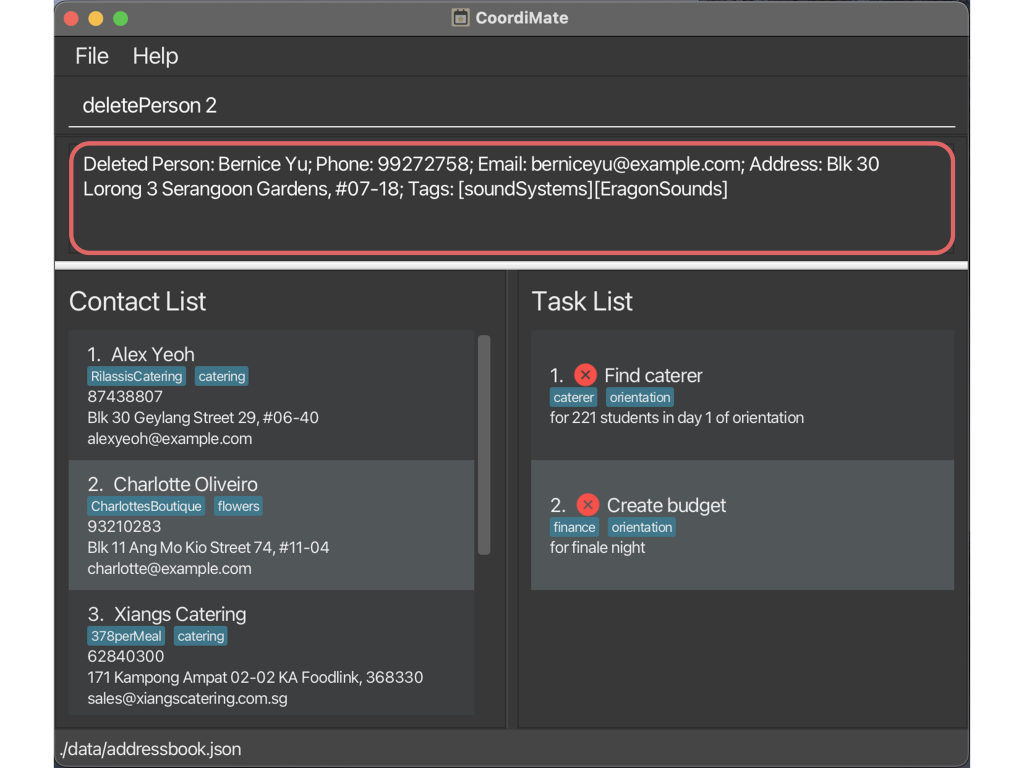 CoordiMate
File Help
deletePerson 2
Deleted Person: Bernice Yu; Phone: 99272758; Email: berniceyu@example.com; Address: Blk 30
Lorong 3 Serangoon Gardens, #07-18; Tags: [soundSystems][EragonSounds]
Contact List
1. Alex Yeoh
RilassisCatering catering
87438807
Blk 30 Geylang Street 29, #06-40
alexyeoh@example.com
2. Charlotte Oliveiro
CharlottesBoutique flowers
93210283
Blk 11 Ang Mo Kio Street 74, #11-04
charlotte@example.com
3. Xiangs Catering
378perMeal catering
62840300
171 Kampong Ampat 02-02 KA Foodlink, 368330
sales@xiangscatering.com.sg
Task List
1. Find caterer
caterer orientation
for 221 students in day 1 of orientation
2. Create budget
finance orientation
for finale night
./data/addressbook.json